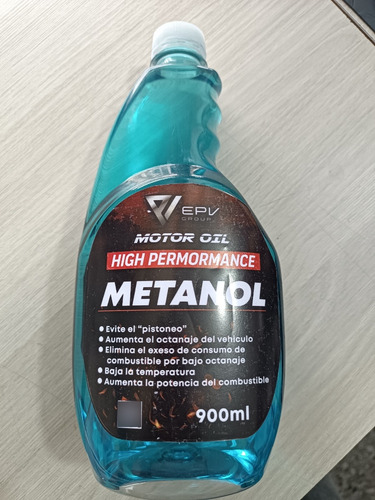 EPV
GROUP
MOTOR OIL
HIGH PERMORMANCE
METANOL
• Evite el "pistoneo"
• Aumenta el octanaje del vehículo
• Elimina el exeso de consumo de
combustible por bajo octanaje
• Baja la temperatura
• Aumenta la potencia del combustible
900ml